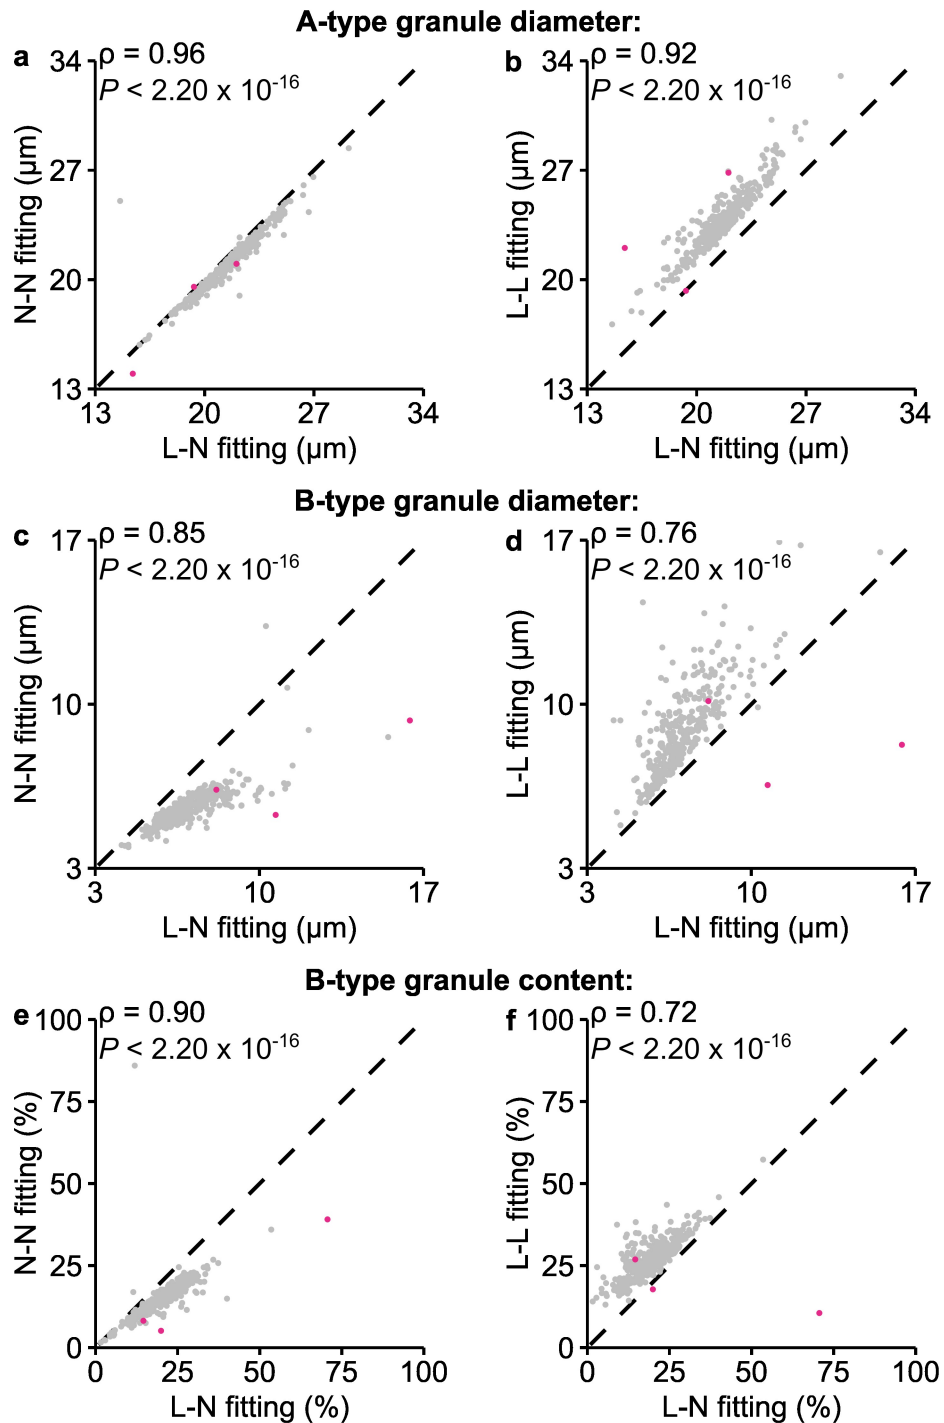 A-type granule diameter:
a
ρ = 0.96
P < 2.20 x 10⁻¹⁶
N-N fitting (µm)
34
27
20
13
13 20 27 34
L-N fitting (µm)
b
ρ = 0.92
P < 2.20 x 10⁻¹⁶
L-L fitting (µm)
34
27
20
13
13 20 27 34
L-N fitting (µm)
B-type granule diameter:
c
ρ = 0.85
P < 2.20 x 10⁻¹⁶
N-N fitting (µm)
17
10
3
3 10 17
L-N fitting (µm)
d
ρ = 0.76
P < 2.20 x 10⁻¹⁶
L-L fitting (µm)
17
10
3
3 10 17
L-N fitting (µm)
B-type granule content:
e
ρ = 0.90
P < 2.20 x 10⁻¹⁶
N-N fitting (%)
100
75
50
25
0
0 25 50 75 100
L-N fitting (%)
f
ρ = 0.72
P < 2.20 x 10⁻¹⁶
L-L fitting (%)
100
75
50
25
0
0 25 50 75 100
L-N fitting (%)